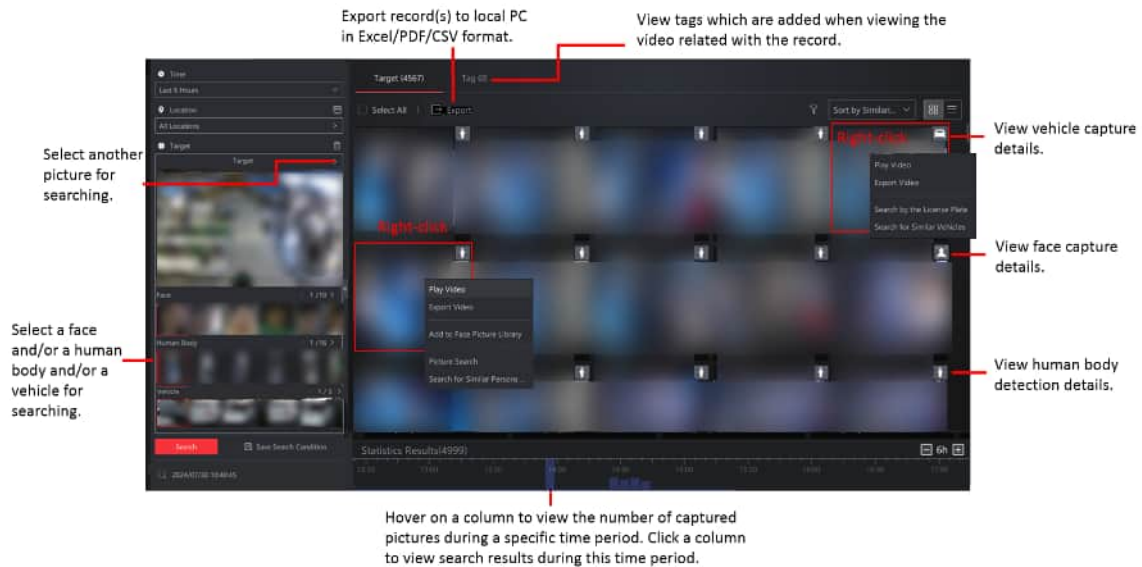 Export record(s) to local PC
in Excel/PDF/CSV format.
View tags which are added when viewing the
video related with the record.
Time
Last 6 Hours
Location
All Locations
Target
Target
Select another
picture for
searching.
Face
1 /10 >
Human Body
1 /16 >
Vehicle
Select a face
and/or a human
body and/or a
vehicle for
searching.
Search
Save Search Condition
Target (4567)
Select All
Export
Sort by Similar...
Right-click
Play Video
Export Video
Search by the License Plate
Search for Similar Vehicles
View vehicle capture
details.
Right-click
Play Video
Export Video
Add to Face Picture Library
Picture Search
Search for Similar Persons...
View face capture
details.
View human body
detection details.
Statistics Results(4999)
6h
Hover on a column to view the number of captured
pictures during a specific time period. Click a column
to view search results during this time period.